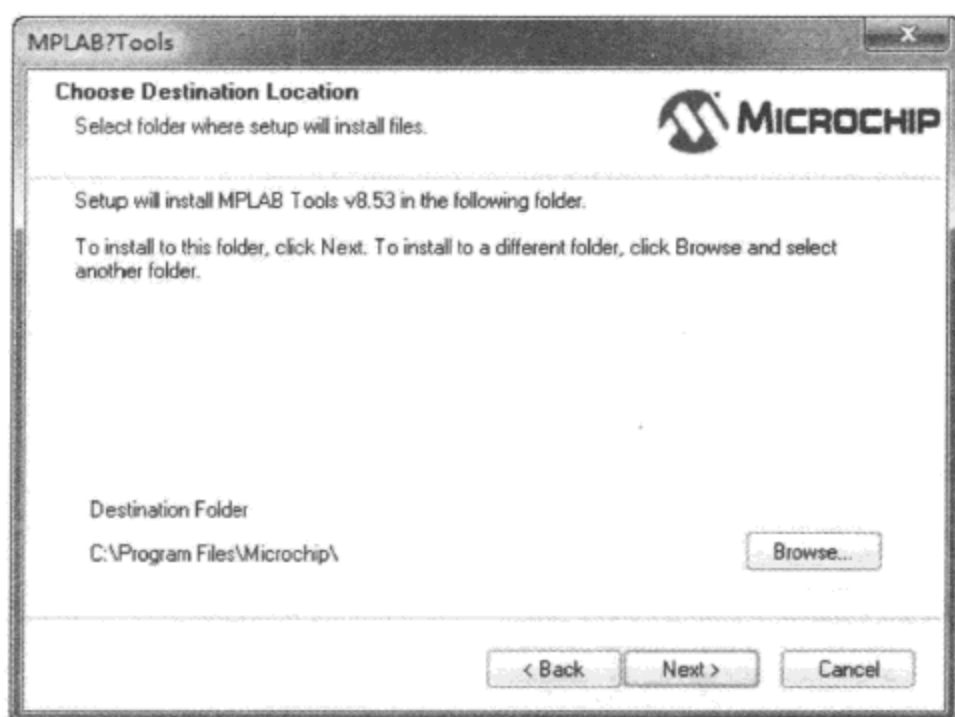 MPLAB?Tools
X
Choose Destination Location
Select folder where setup will install files.
MICROCHIP
Setup will install MPLAB Tools v8.53 in the following folder.
To install to this folder, click Next. To install to a different folder, click Browse and select
another folder.
Destination Folder
C:\Program Files\Microchip\
Browse...
< Back
Next >
Cancel